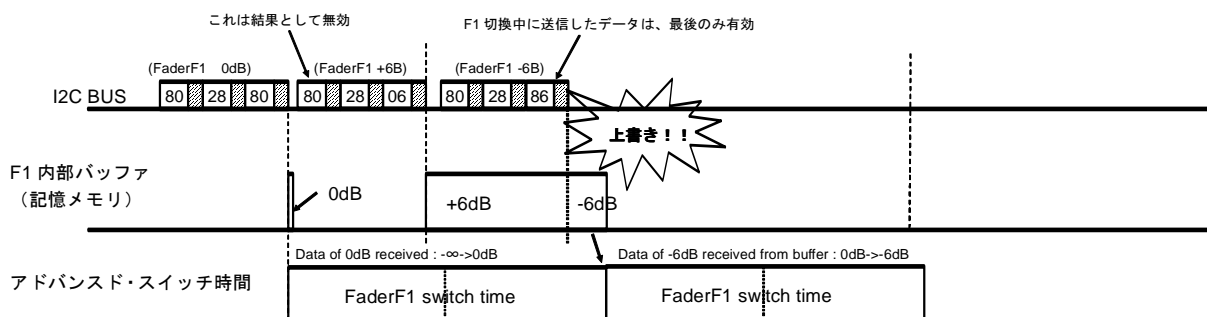 これは結果として無効
F1 切換中に送信したデータは、最後のみ有効
(FaderF1 0dB)
(FaderF1 +6B)
(FaderF1 -6B)
I2C BUS
80 28 80
80 28 06
80 28 86
上書き！！
F1 内部バッファ
（記憶メモリ）
0dB
+6dB
-6dB
Data of 0dB received : -∞->0dB
Data of -6dB received from buffer : 0dB->-6dB
アドバンスド・スイッチ時間
FaderF1 switch time
FaderF1 switch time